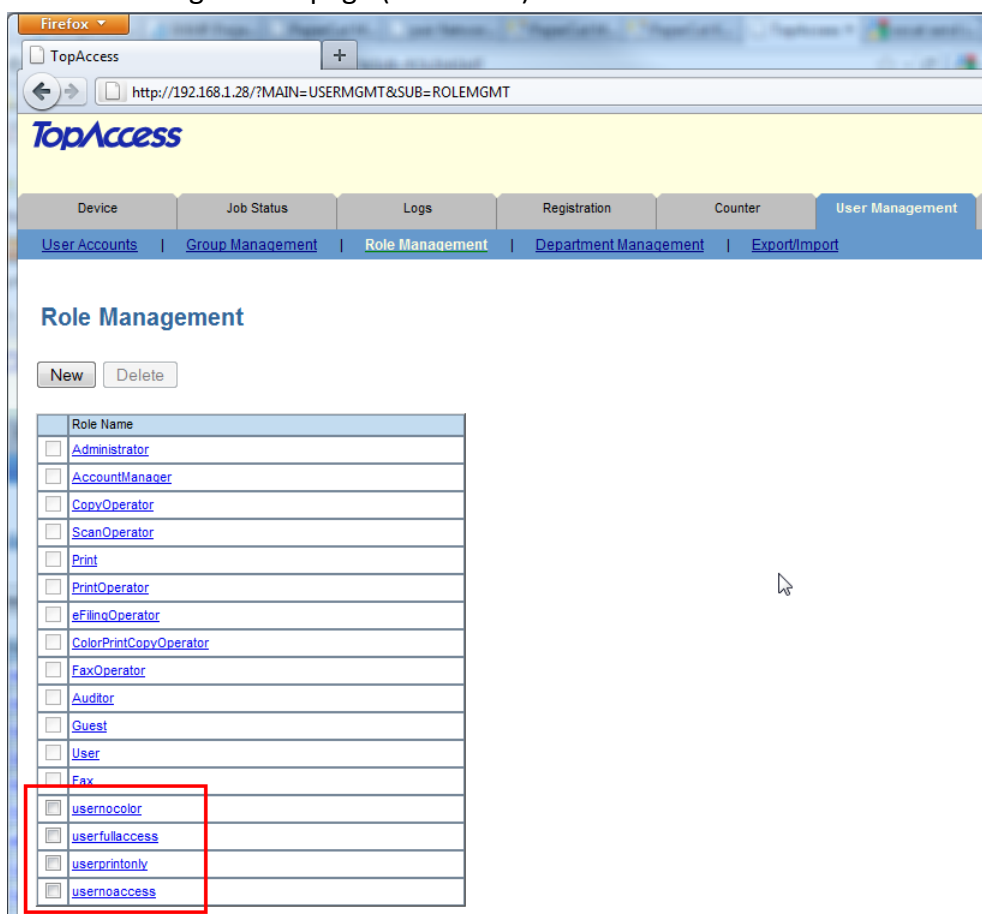 Firefox
TopAccess
+
http://192.168.1.28/?MAIN=USERMGMT&SUB=ROLEMGMT
TopAccess
Device Job Status Logs Registration Counter User Management
User Accounts | Group Management | Role Management | Department Management | Export/Import
Role Management
New Delete
Role Name
Administrator
AccountManager
CopyOperator
ScanOperator
Print
PrintOperator
eFilingOperator
ColorPrintCopyOperator
FaxOperator
Auditor
Guest
User
Fax
usernocolor
userfullaccess
userprintonly
usernoaccess